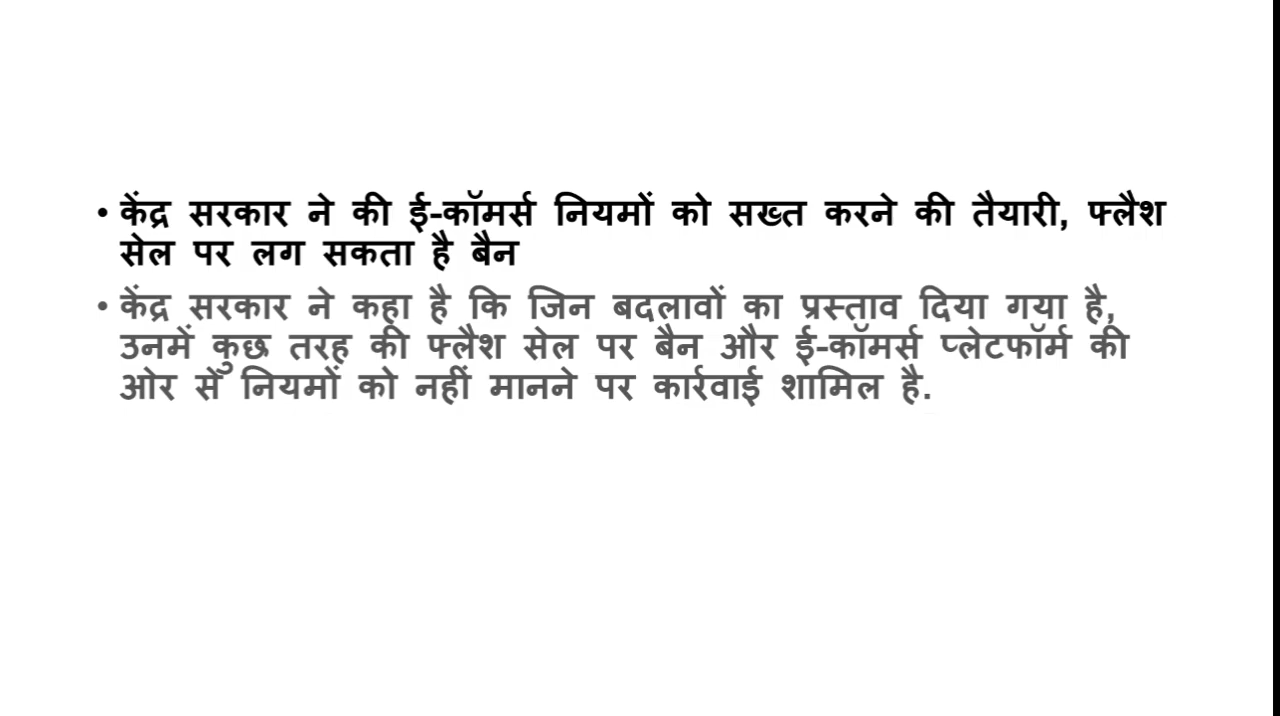 • केंद्र सरकार ने की ई-कॉमर्स नियमों को सख्त करने की तैयारी, फ्लैश
सेल पर लग सकता है बैन
• केंद्र सरकार ने कहा है कि जिन बदलावों का प्रस्ताव दिया गया है,
उनमें कुछ तरह की फ्लैश सेल पर बैन और ई-कॉमर्स प्लेटफॉर्म की
ओर से नियमों को नहीं मानने पर कार्रवाई शामिल है.